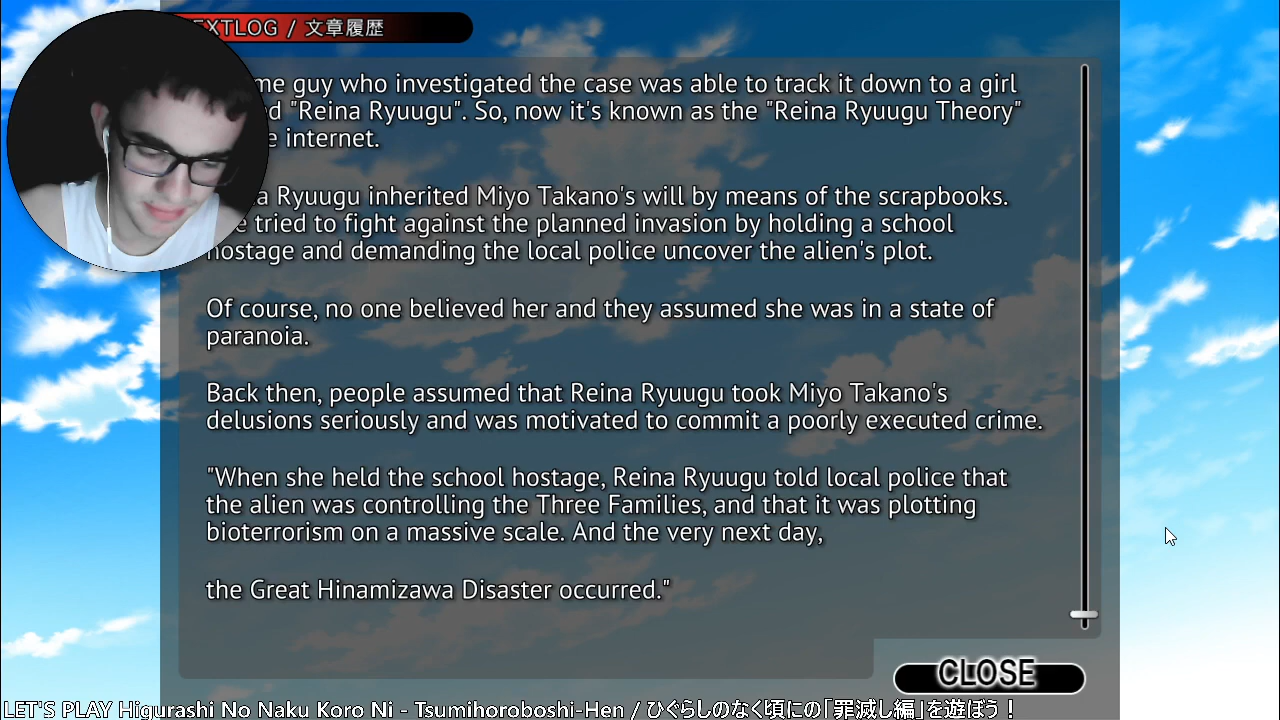 EXTLOG / 文章履歴
me guy who investigated the case was able to track it down to a girl
d "Reina Ryuugu". So, now it's known as the "Reina Ryuugu Theory"
e internet.
a Ryuugu inherited Miyo Takano's will by means of the scrapbooks.
e tried to fight against the planned invasion by holding a school
hostage and demanding the local police uncover the alien's plot.
Of course, no one believed her and they assumed she was in a state of
paranoia.
Back then, people assumed that Reina Ryuugu took Miyo Takano's
delusions seriously and was motivated to commit a poorly executed crime.
"When she held the school hostage, Reina Ryuugu told local police that
the alien was controlling the Three Families, and that it was plotting
bioterrorism on a massive scale. And the very next day,
the Great Hinamizawa Disaster occurred."
CLOSE
LET'S PLAY Higurashi No Naku Koro Ni - Tsumihoroboshi-Hen / ひぐらしのなく頃にの「罪滅し編」を遊ぼう！